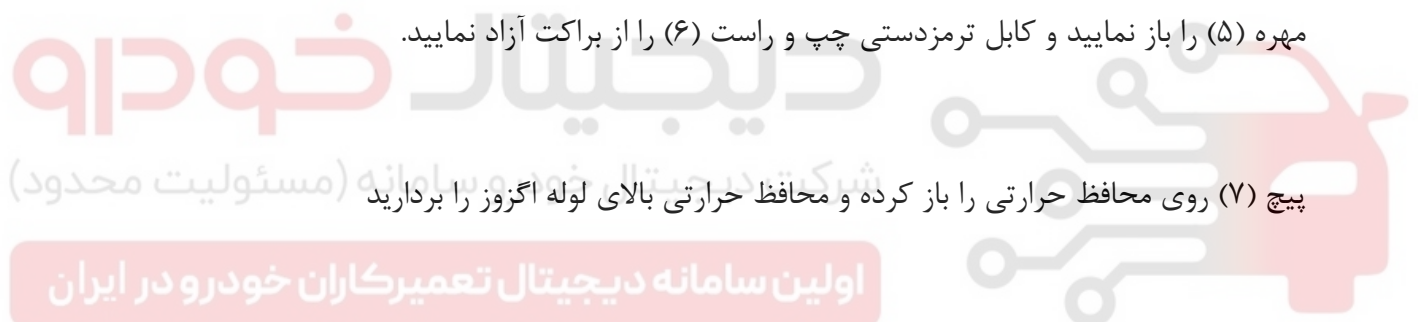 مهره (۵) را باز نمایید و کابل ترمزدستی چپ و راست (۶) را از براکت آزاد نمایید.
دیجیتال خودرو
شرکت دیجیتال خودرو سامانه (مسئولیت محدود)
پیچ (۷) روی محافظ حرارتی را باز کرده و محافظ حرارتی بالای لوله اگزوز را بردارید
اولین سامانه دیجیتال تعمیرکاران خودرو در ایران